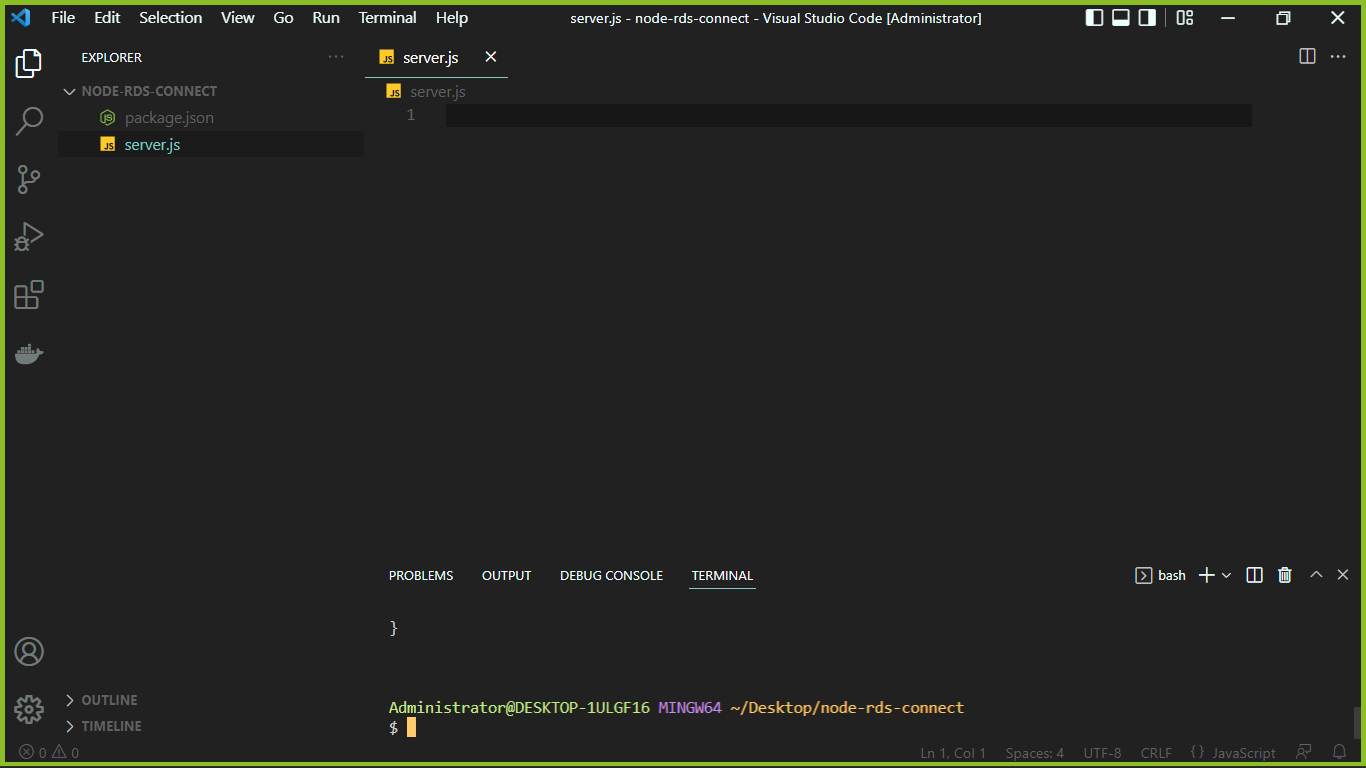 File Edit Selection View Go Run Terminal Help
server.js - node-rds-connect - Visual Studio Code [Administrator]
EXPLORER
NODE-RDS-CONNECT
package.json
JS server.js
JS server.js
JS server.js
1
PROBLEMS OUTPUT DEBUG CONSOLE TERMINAL
bash
}
Administrator@DESKTOP-1ULGF16 MINGW64 ~/Desktop/node-rds-connect
$
OUTLINE
TIMELINE
0 0
Ln 1, Col 1 Spaces: 4 UTF-8 CRLF {} JavaScript